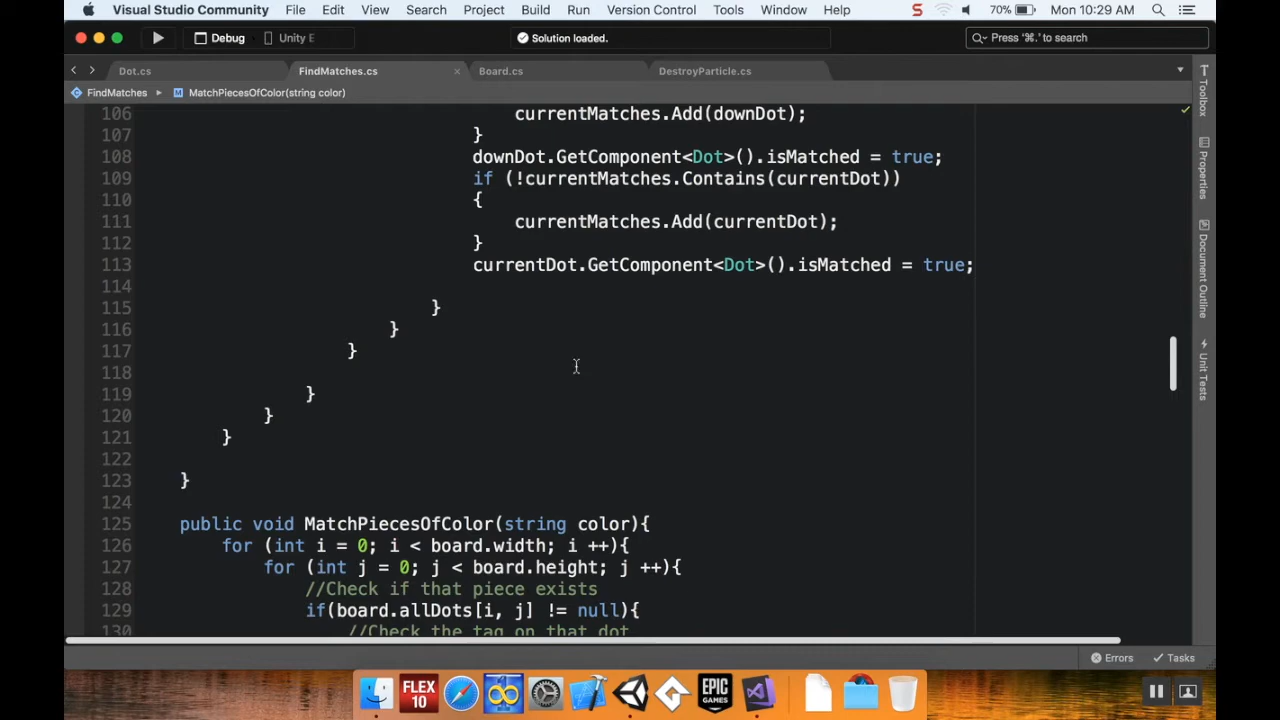 Visual Studio Community File Edit View Search Project Build Run Version Control Tools Window Help S 70% Mon 10:29 AM
Debug Unity E Solution loaded. Press '⌘.' to search
Dot.cs FindMatches.cs × Board.cs DestroyParticle.cs
FindMatches ▸ M MatchPiecesOfColor(string color)
106 currentMatches.Add(downDot);
107 }
108 downDot.GetComponent<Dot>().isMatched = true;
109 if (!currentMatches.Contains(currentDot))
110 {
111 currentMatches.Add(currentDot);
112 }
113 currentDot.GetComponent<Dot>().isMatched = true;
114
115 }
116 }
117 }
118
119 }
120 }
121 }
122
123 }
124
125 public void MatchPiecesOfColor(string color){
126 for (int i = 0; i < board.width; i ++){
127 for (int j = 0; j < board.height; j ++){
128 //Check if that piece exists
129 if(board.allDots[i, j] != null){
130 //Check the tag on that dot
Toolbox
Properties
Document Outline
Unit Tests
Errors Tasks
FLEX 10
EPIC GAMES